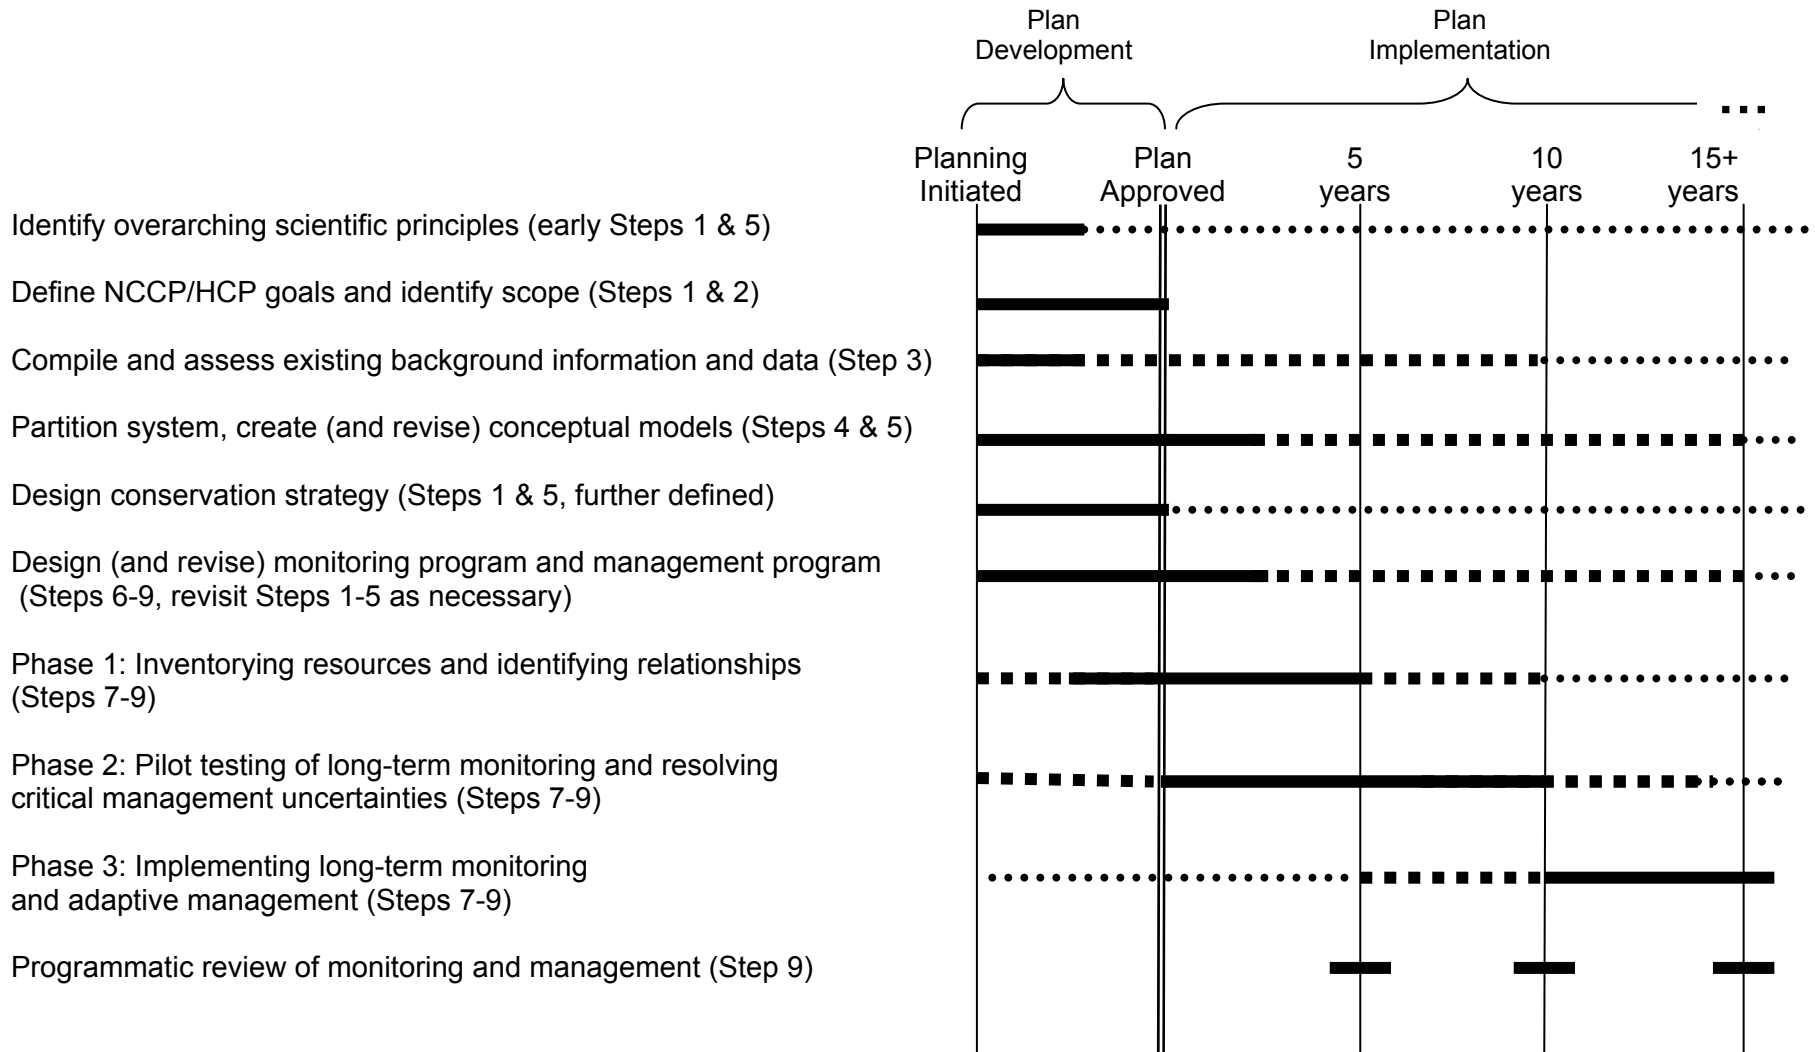 Plan
Development
Plan
Implementation
Planning
Initiated
Plan
Approved
5
years
10
years
15+
years
Identify overarching scientific principles (early Steps 1 & 5)
Define NCCP/HCP goals and identify scope (Steps 1 & 2)
Compile and assess existing background information and data (Step 3)
Partition system, create (and revise) conceptual models (Steps 4 & 5)
Design conservation strategy (Steps 1 & 5, further defined)
Design (and revise) monitoring program and management program
(Steps 6-9, revisit Steps 1-5 as necessary)
Phase 1: Inventorying resources and identifying relationships
(Steps 7-9)
Phase 2: Pilot testing of long-term monitoring and resolving
critical management uncertainties (Steps 7-9)
Phase 3: Implementing long-term monitoring
and adaptive management (Steps 7-9)
Programmatic review of monitoring and management (Step 9)